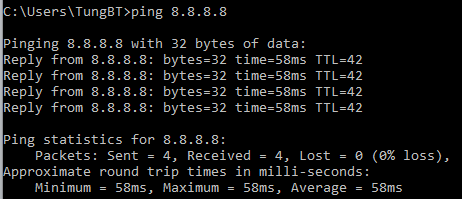 C:\Users\TungBT>ping 8.8.8.8
Pinging 8.8.8.8 with 32 bytes of data:
Reply from 8.8.8.8: bytes=32 time=58ms TTL=42
Reply from 8.8.8.8: bytes=32 time=58ms TTL=42
Reply from 8.8.8.8: bytes=32 time=58ms TTL=42
Reply from 8.8.8.8: bytes=32 time=58ms TTL=42
Ping statistics for 8.8.8.8:
Packets: Sent = 4, Received = 4, Lost = 0 (0% loss),
Approximate round trip times in milli-seconds:
Minimum = 58ms, Maximum = 58ms, Average = 58ms